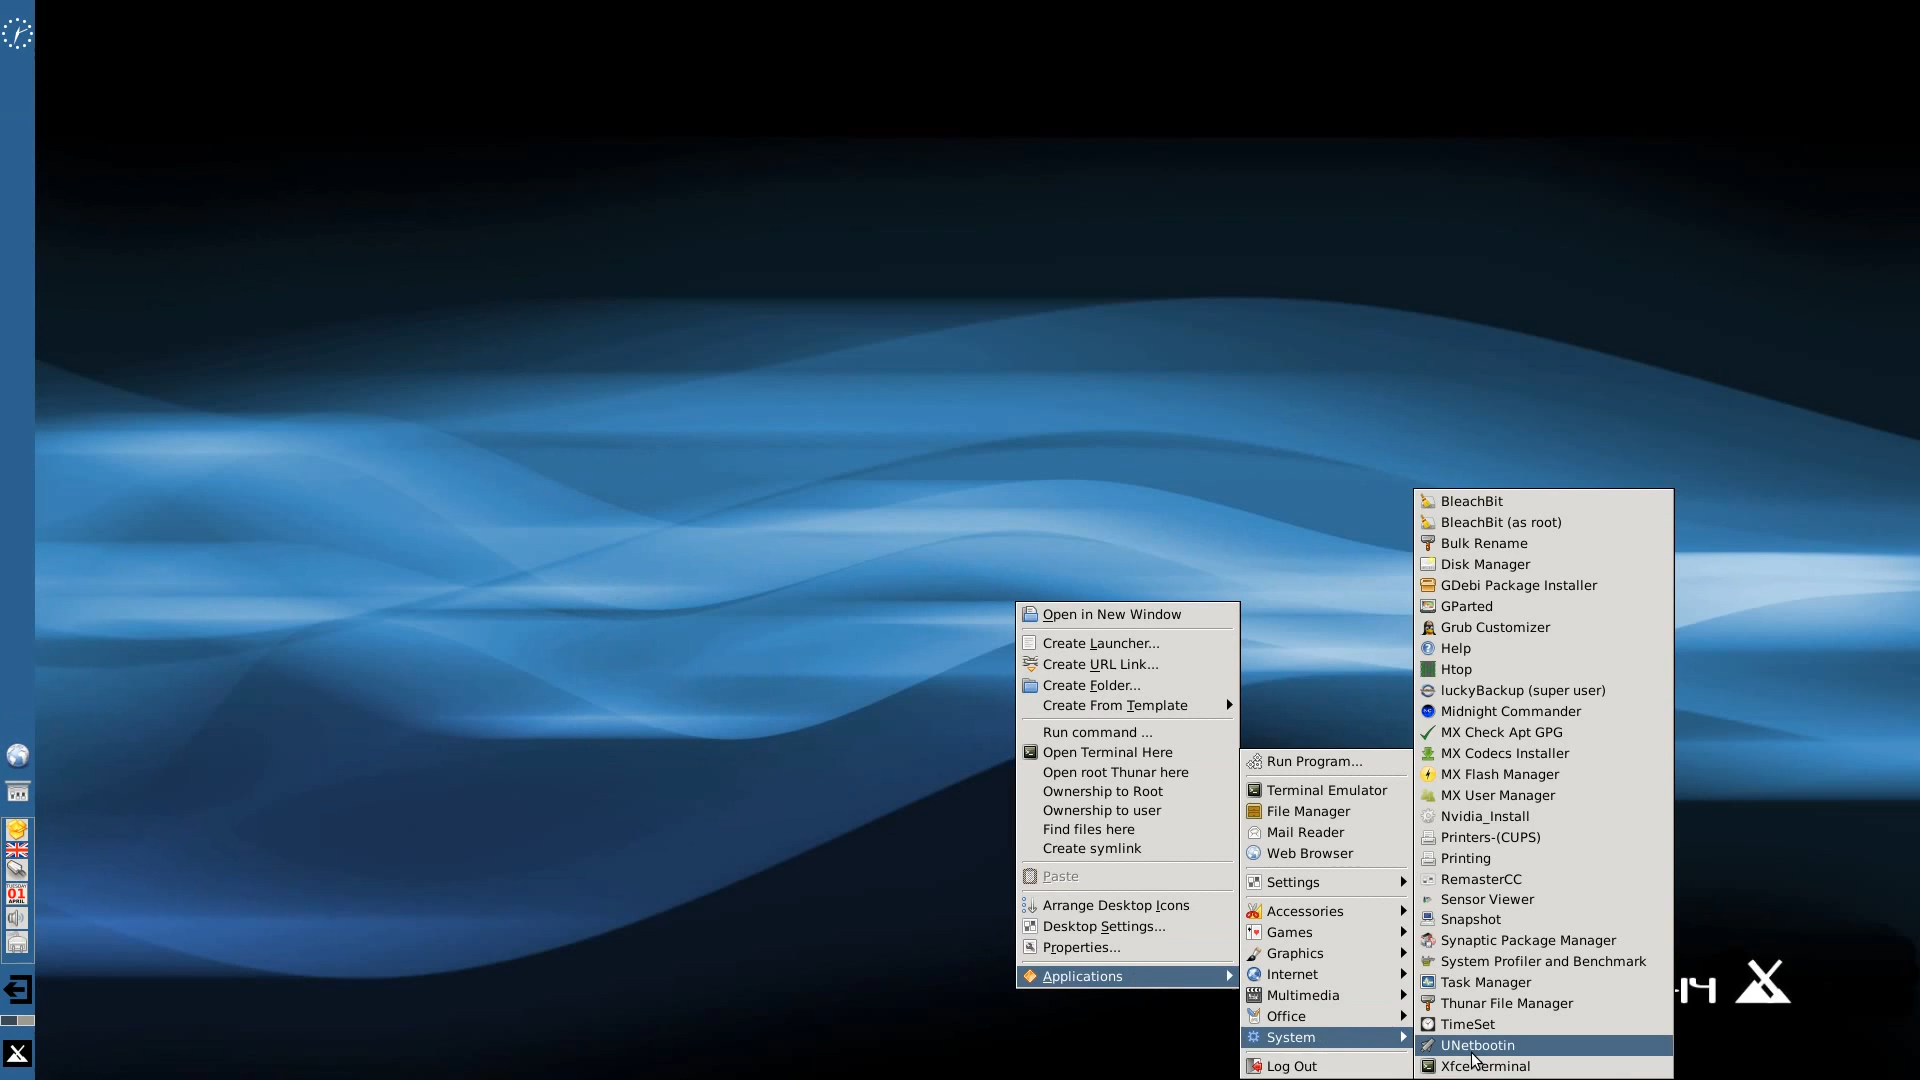 TUESDAY
01
APRIL
Open in New Window
Create Launcher...
Create URL Link...
Create Folder...
Create From Template
Run command ...
Open Terminal Here
Open root Thunar here
Ownership to Root
Ownership to user
Find files here
Create symlink
Paste
Arrange Desktop Icons
Desktop Settings...
Properties...
Applications
Run Program...
Terminal Emulator
File Manager
Mail Reader
Web Browser
Settings
Accessories
Games
Graphics
Internet
Multimedia
Office
System
Log Out
BleachBit
BleachBit (as root)
Bulk Rename
Disk Manager
GDebi Package Installer
GParted
Grub Customizer
Help
Htop
luckyBackup (super user)
Midnight Commander
MX Check Apt GPG
MX Codecs Installer
MX Flash Manager
MX User Manager
Nvidia_Install
Printers-(CUPS)
Printing
RemasterCC
Sensor Viewer
Snapshot
Synaptic Package Manager
System Profiler and Benchmark
Task Manager
Thunar File Manager
TimeSet
UNetbootin
Xfce Terminal
-14